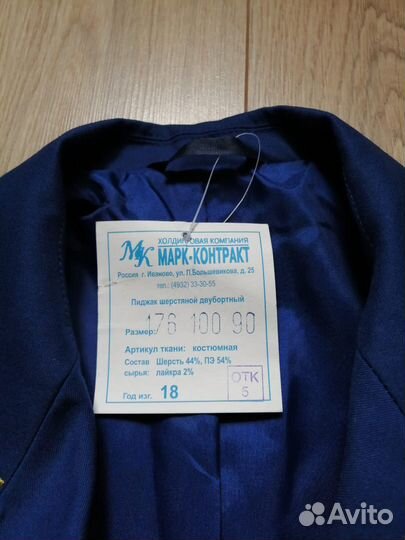 ХОЛДИНГОВАЯ КОМПАНИЯ
МК МАРК-КОНТРАКТ
Россия г. Иваново, ул. П.Большевикова, д. 25
тел.: (4932) 33-30-55
Пиджак шерстяной двубортный
Размер: 176 100 90
Артикул ткани: костюмная
Состав Шерсть 44%, ПЭ 54%
сырья: лайкра 2%
Год изг. 18
ОТК
5
Avito